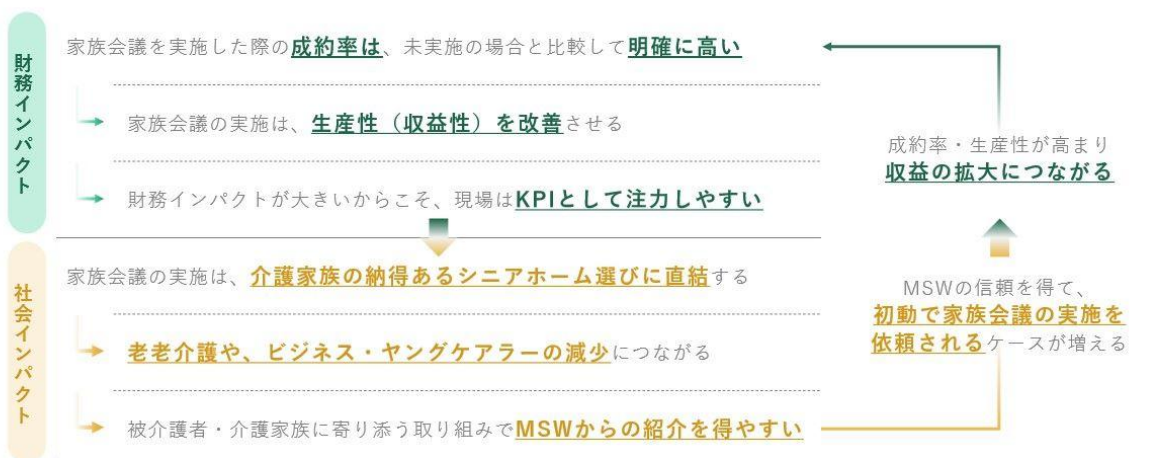 財務インパクト
家族会議を実施した際の成約率は、未実施の場合と比較して明確に高い
家族会議の実施は、生産性（収益性）を改善させる
財務インパクトが大きいからこそ、現場はKPIとして注力しやすい
社会インパクト
家族会議の実施は、介護家族の納得あるシニアホーム選びに直結する
老老介護や、ビジネス・ヤングケアラーの減少につながる
被介護者・介護家族に寄り添う取り組みでMSWからの紹介を得やすい
成約率・生産性が高まり
収益の拡大につながる
MSWの信頼を得て、
初動で家族会議の実施を
依頼されるケースが増える